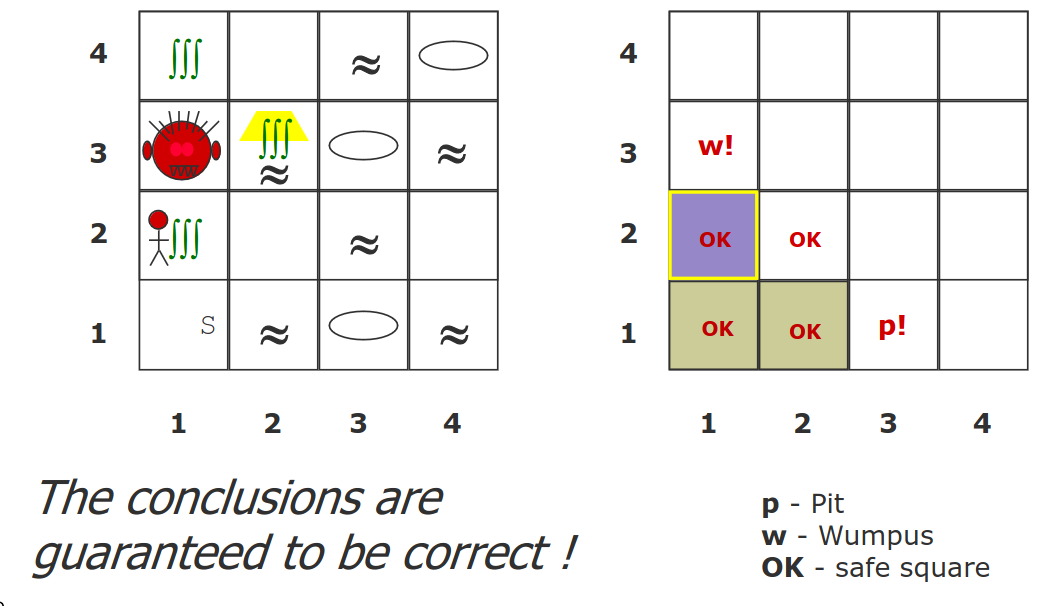 4 ∫∫∫ ≈ 4
3 ∫∫∫ ≈ ≈ 3 w!
2 ∫∫∫ ≈ 2 OK OK
1 S ≈ ≈ 1 OK OK p!
1 2 3 4 1 2 3 4
The conclusions are
guaranteed to be correct !
p - Pit
w - Wumpus
OK - safe square